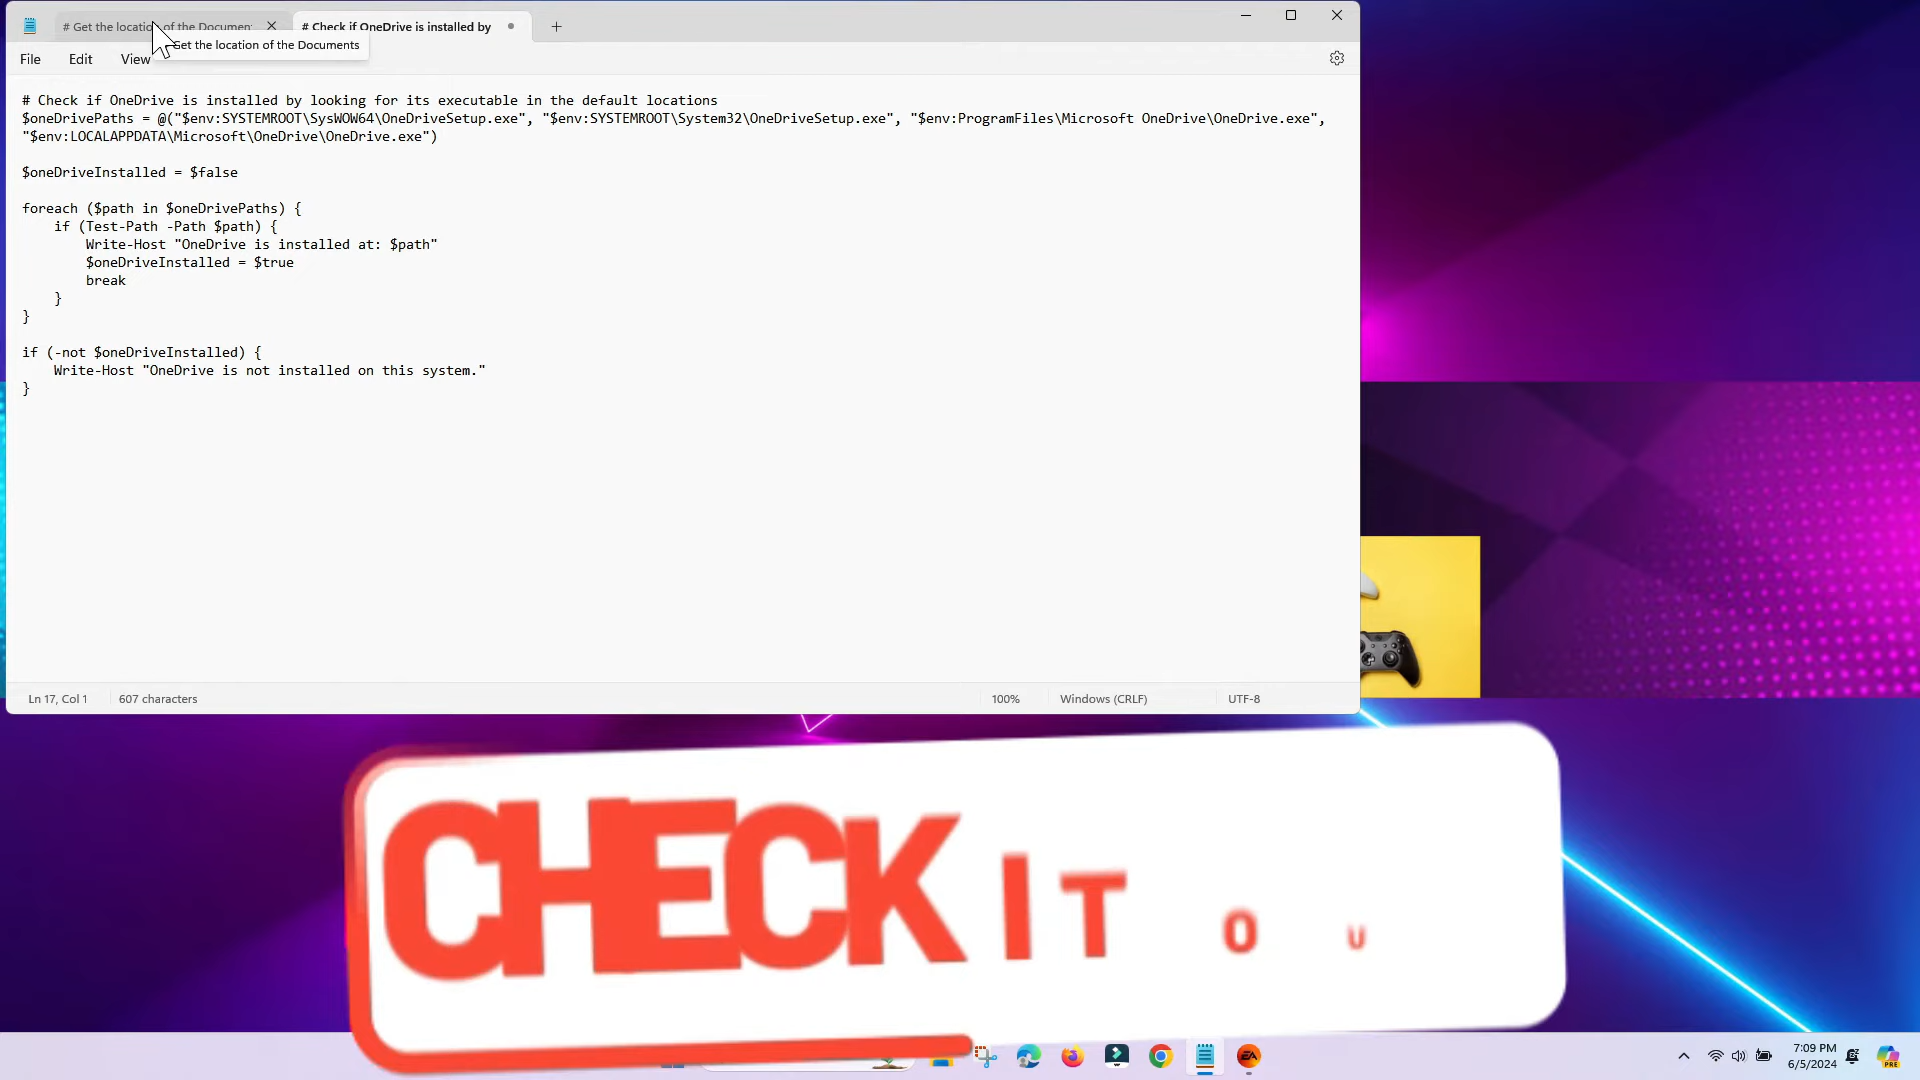 # Get the location of the Documen
# Check if OneDrive is installed by
Get the location of the Documents
File Edit View
# Check if OneDrive is installed by looking for its executable in the default locations
$oneDrivePaths = @("$env:SYSTEMROOT\SysWOW64\OneDriveSetup.exe", "$env:SYSTEMROOT\System32\OneDriveSetup.exe", "$env:ProgramFiles\Microsoft OneDrive\OneDrive.exe",
"$env:LOCALAPPDATA\Microsoft\OneDrive\OneDrive.exe")
$oneDriveInstalled = $false
foreach ($path in $oneDrivePaths) {
if (Test-Path -Path $path) {
Write-Host "OneDrive is installed at: $path"
$oneDriveInstalled = $true
break
}
}
if (-not $oneDriveInstalled) {
Write-Host "OneDrive is not installed on this system."
}
Ln 17, Col 1 607 characters 100% Windows (CRLF) UTF-8
CHECK IT OU
EA
7:09 PM
6/5/2024
PRE